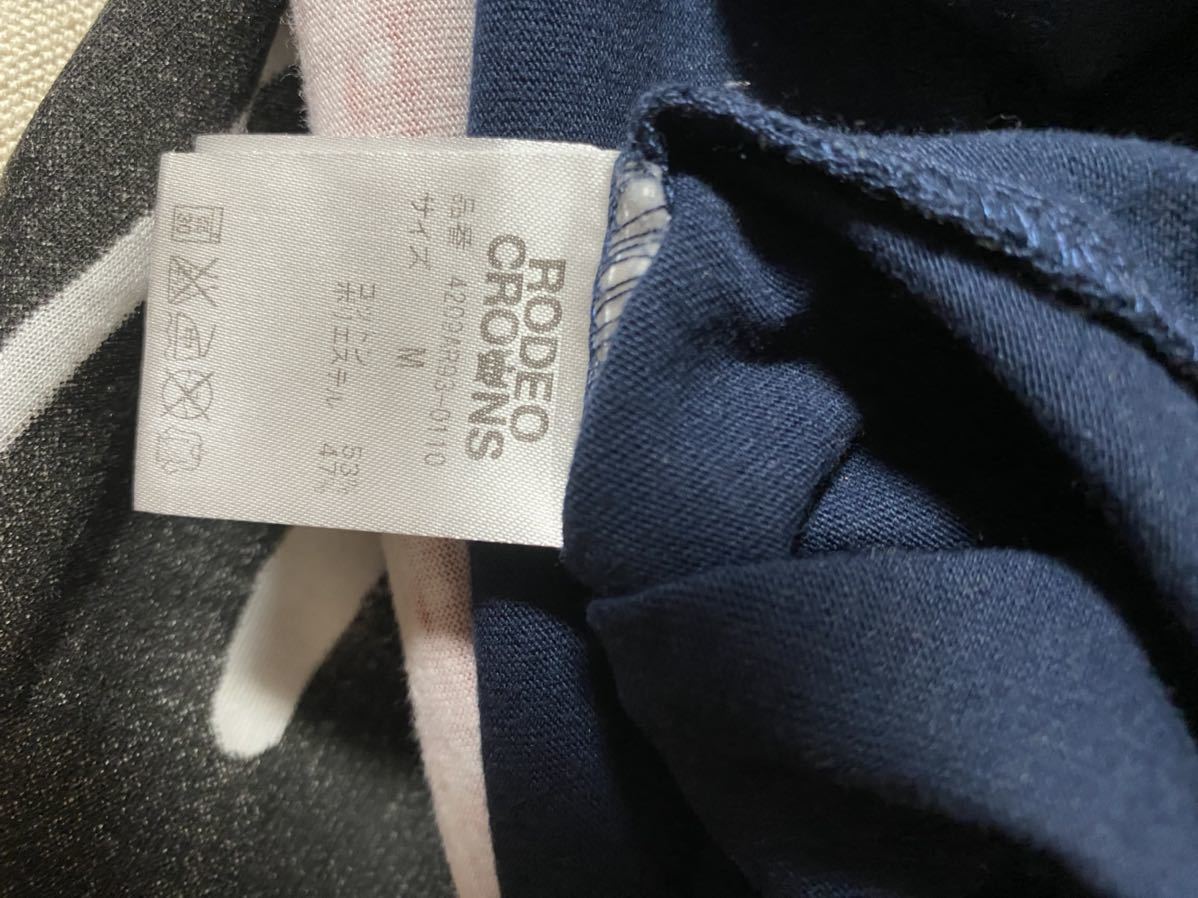 RODEO
CROWNS
品番 4209AR93-0110
サイズ M
コットン 53%
ポリエステル 47%